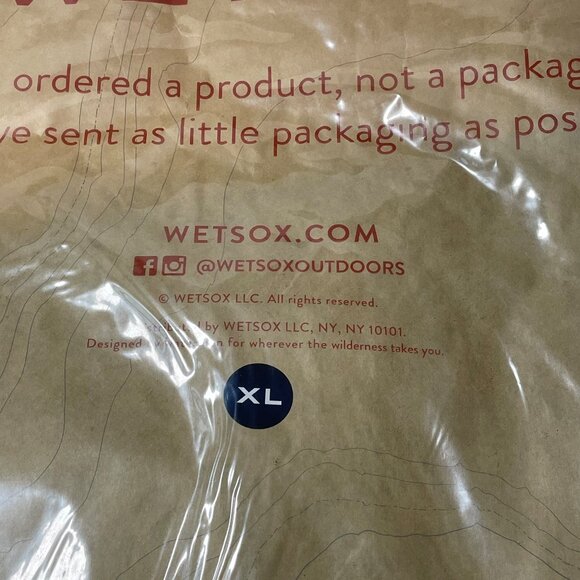 ordered a product, not a packag
ve sent as little packaging as pos
WETSOX.COM
@WETSOXOUTDOORS
© WETSOX LLC. All rights reserved.
by WETSOX LLC, NY, NY 10101.
Designed for wherever the wilderness takes you.
XL